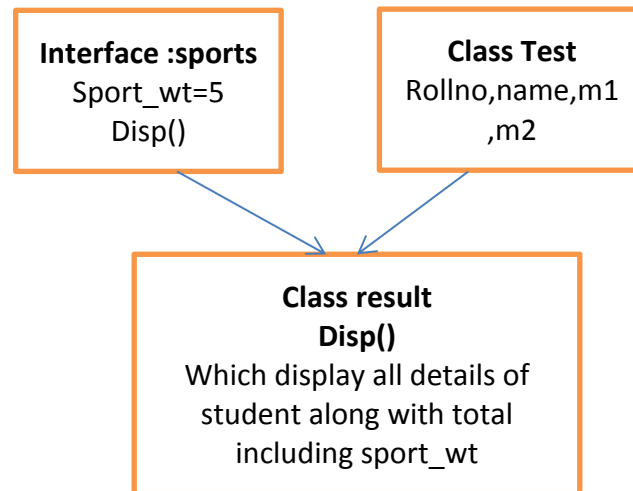 Interface :sports
Sport_wt=5
Disp()
Class Test
Rollno,name,m1
,m2
Class result
Disp()
Which display all details of
student along with total
including sport_wt